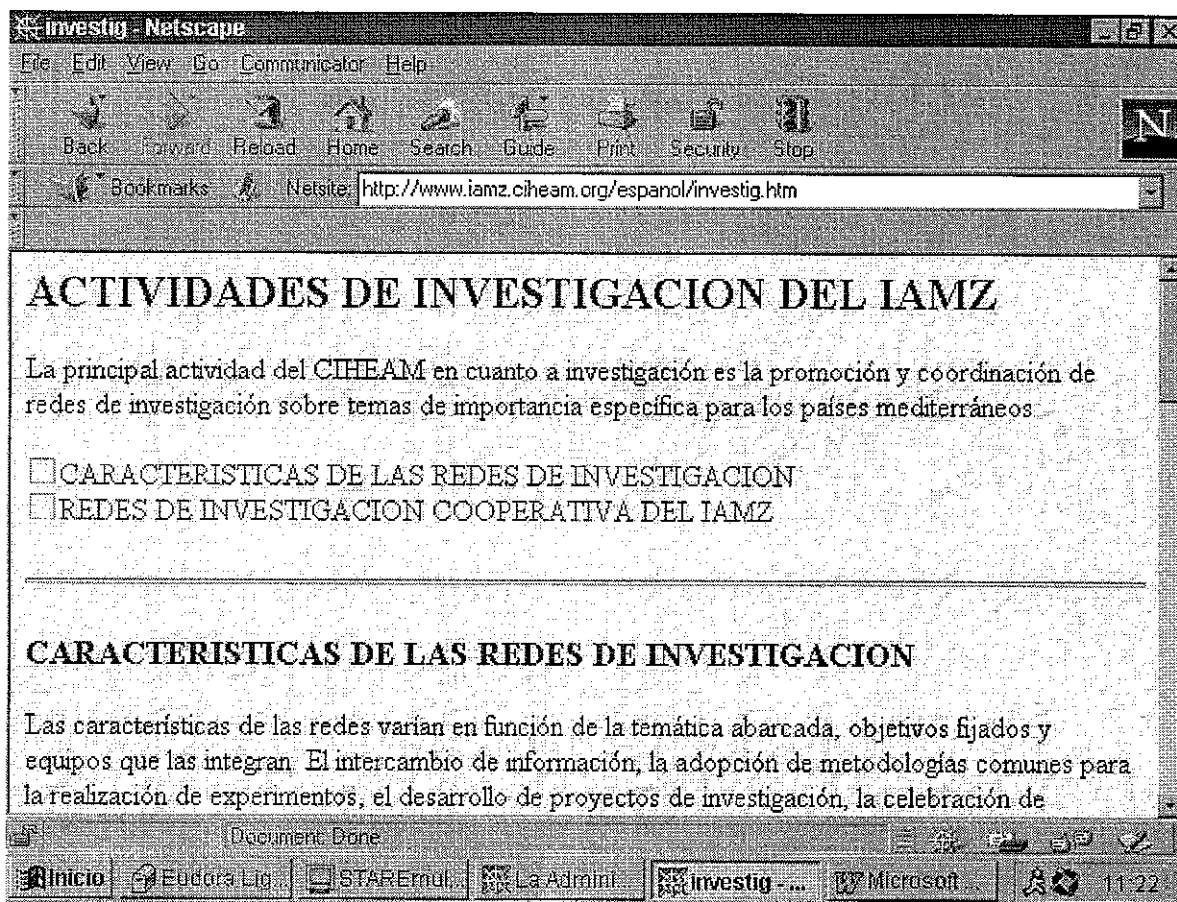 investig - Netscape
File Edit View Go Communicator Help
Back Forward Reload Home Search Guide Print Security Stop
N
Bookmarks Netsite: http://www.iamz.ciheam.org/espanol/investig.htm
ACTIVIDADES DE INVESTIGACION DEL IAMZ
La principal actividad del CIHEAM en cuanto a investigación es la promoción y coordinación de
redes de investigación sobre temas de importancia específica para los países mediterráneos
CARACTERISTICAS DE LAS REDES DE INVESTIGACION
REDES DE INVESTIGACION COOPERATIVA DEL IAMZ
CARACTERISTICAS DE LAS REDES DE INVESTIGACION
Las características de las redes varían en función de la temática abarcada, objetivos fijados y
equipos que las integran. El intercambio de información, la adopción de metodologías comunes para
la realización de experimentos, el desarrollo de proyectos de investigación, la celebración de
Document: Done
Inicio Eudora Lig... STAREmul... La Admini... investig - ... Microsoft ... 11:22